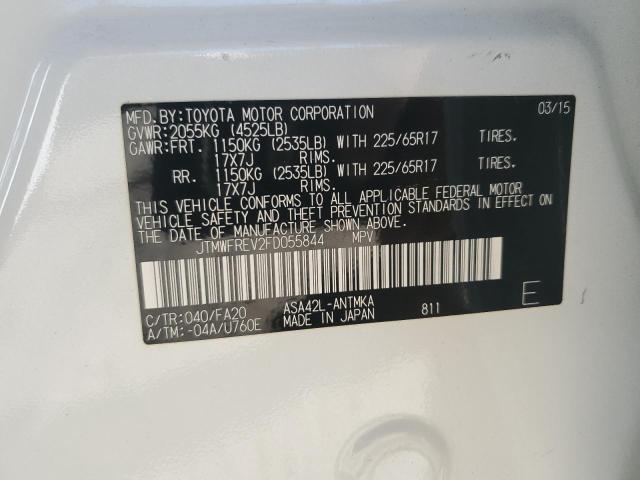 MFD.BY:TOYOTA MOTOR CORPORATION 03/15
GVWR:2055KG (4525LB)
GAWR:FRT. 1150KG (2535LB) WITH 225/65R17 TIRES.
17X7J RIMS.
RR. 1150KG (2535LB) WITH 225/65R17 TIRES.
17X7J RIMS.
THIS VEHICLE CONFORMS TO ALL APPLICABLE FEDERAL MOTOR
VEHICLE SAFETY AND THEFT PREVENTION STANDARDS IN EFFECT
ON THE DATE OF MANUFACTURE SHOWN ABOVE.
JTMWFREV2FD055844 MPV
C/TR:040/FA20 ASA42L-ANTMKA 811 E
A/TM:-04A/U760E MADE IN JAPAN